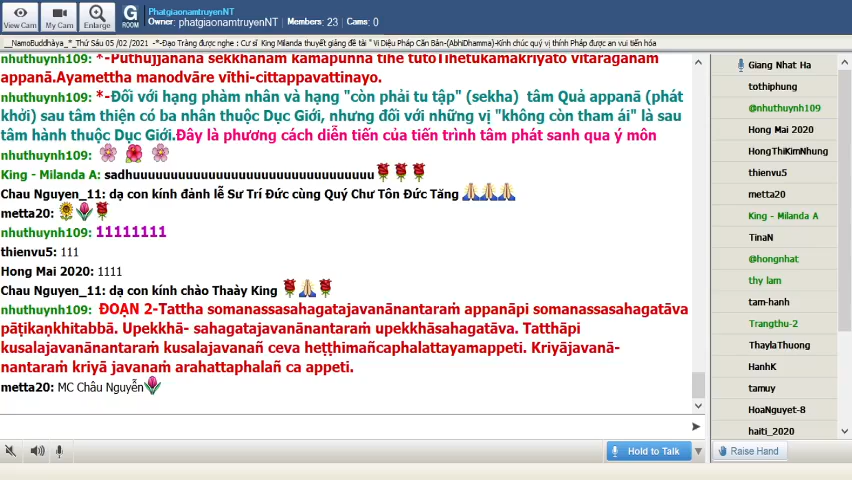 PhatgiaonamtruyenNT
Owner: phatgiaonamtruyenNT | Members: 23 | Cams: 0
View Cam
My Cam
Enlarge
G
ROOM
__NamoBuddhàya_*_Thứ Sáu 05 /02 /2021 -*-Đạo Tràng được nghe : Cư sĩ King Milanda thuyết giảng đề tài " Vi Diệu Pháp Căn Bản-(AbhiDhamma)-Kính chúc quý vị thính Pháp được an vui tiến hóa
nhuthuynh109: *-Puthujjanana sekkhanam kamapunna tihe tutoTihetukamakriyato vitaraganam
appanā.Ayametthа manodvāre vīthi-cittappavattinayo.
nhuthuynh109: *-Đối với hạng phàm nhân và hạng "còn phải tu tập" (sekha) tâm Quả appanā (phát
khởi) sau tâm thiện có ba nhân thuộc Dục Giới, nhưng đối với những vị "không còn tham ái" là sau
tâm hành thuộc Dục Giới.Đây là phương cách diễn tiến của tiến trình tâm phát sanh qua ý môn
nhuthuynh109:
King - Milanda A: sadhuuuuuuuuuuuuuuuuuuuuuuuuuuuuuu
Chau Nguyen_11: dạ con kính đảnh lễ Sư Trí Đức cùng Quý Chư Tôn Đức Tăng
metta20:
nhuthuynh109: 11111111
thienvu5: 111
Hong Mai 2020: 1111
Chau Nguyen_11: dạ con kính chào Thaày King
nhuthuynh109: ĐOẠN 2-Tattha somanassasahagatajavanānantaraṁ appanāpi somanassasahagatāva
pāṭikaṇkhitabbā. Upekkhā- sahagatajavanānantaraṁ upekkhāsahagatāva. Tatthāpi
kusalajavanānantaraṁ kusalajavanañ ceva heṭṭhimañcaphalattayamappeti. Kriyājavanā-
nantaraṁ kriyā javanaṁ arahattaphalañ ca appeti.
metta20: MC Châu Nguyễn
Giang Nhat Ha
tothiphung
@nhuthuynh109
Hong Mai 2020
HongThiKimNhung
thienvu5
metta20
King - Milanda A
TinaN
@hongnhat
thy lam
tam-hanh
Trangthu-2
ThaylaThuong
HanhK
tamuy
HoaNguyet-8
haiti_2020
Hold to Talk
Raise Hand